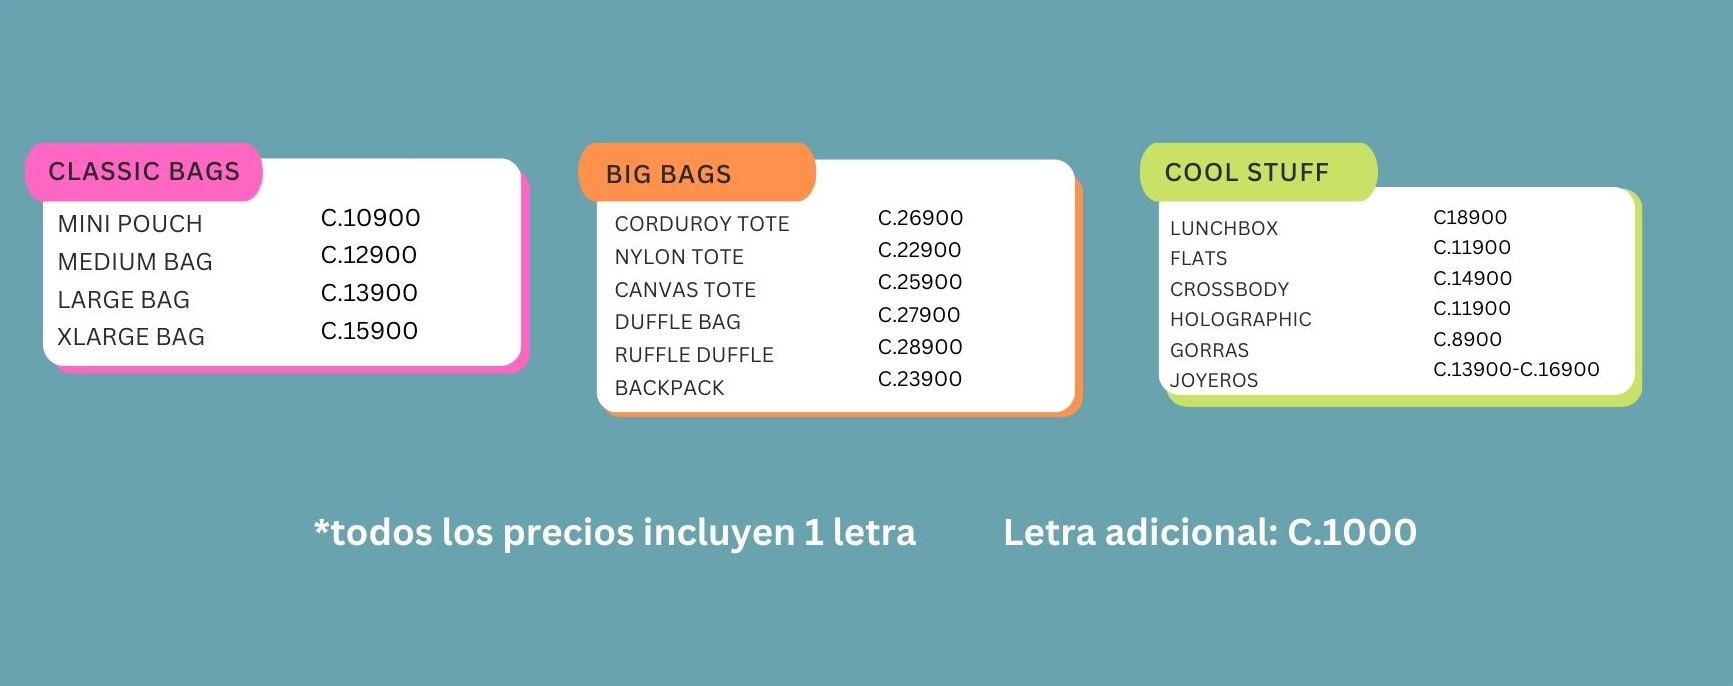 CLASSIC BAGS
MINI POUCH C.10900
MEDIUM BAG C.12900
LARGE BAG C.13900
XLARGE BAG C.15900
BIG BAGS
CORDUROY TOTE C.26900
NYLON TOTE C.22900
CANVAS TOTE C.25900
DUFFLE BAG C.27900
RUFFLE DUFFLE C.28900
BACKPACK C.23900
COOL STUFF
LUNCHBOX C18900
FLATS C.11900
CROSSBODY C.14900
HOLOGRAPHIC C.11900
GORRAS C.8900
JOYEROS C.13900-C.16900
*todos los precios incluyen 1 letra Letra adicional: C.1000